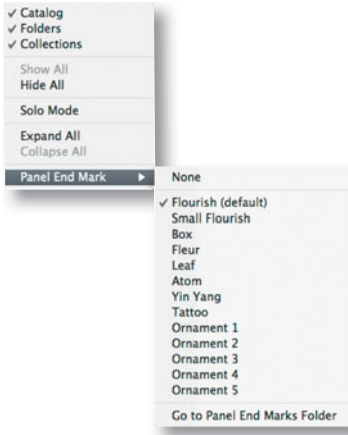 ✓ Catalog
✓ Folders
✓ Collections
Show All
Hide All
Solo Mode
Expand All
Collapse All
Panel End Mark ▶
None
✓ Flourish (default)
Small Flourish
Box
Fleur
Leaf
Atom
Yin Yang
Tattoo
Ornament 1
Ornament 2
Ornament 3
Ornament 4
Ornament 5
Go to Panel End Marks Folder